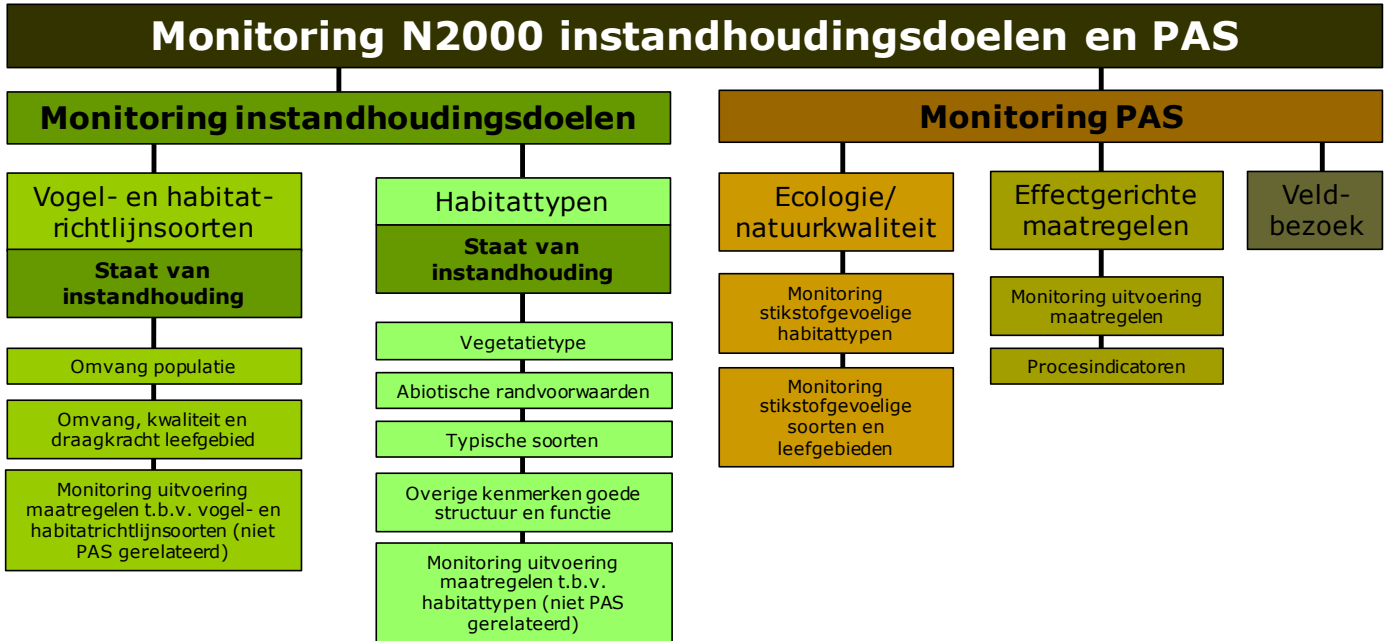 Monitoring N2000 instandhoudingsdoelen en PAS
Monitoring instandhoudingsdoelen
Vogel- en habitat-
richtlijnsoorten
Staat van
instandhouding
Omvang populatie
Omvang, kwaliteit en
draagkracht leefgebied
Monitoring uitvoering
maatregelen t.b.v. vogel- en
habitatrichtlijnsoorten (niet
PAS gerelateerd)
Habitattypen
Staat van
instandhouding
Vegetatietype
Abiotische randvoorwaarden
Typische soorten
Overige kenmerken goede
structuur en functie
Monitoring uitvoering
maatregelen t.b.v.
habitattypen (niet PAS
gerelateerd)
Monitoring PAS
Ecologie/
natuurkwaliteit
Monitoring
stikstofgevoelige
habitattypen
Monitoring
stikstofgevoelige
soorten en
leefgebieden
Effectgerichte
maatregelen
Monitoring uitvoering
maatregelen
Procesindicatoren
Veld-
bezoek